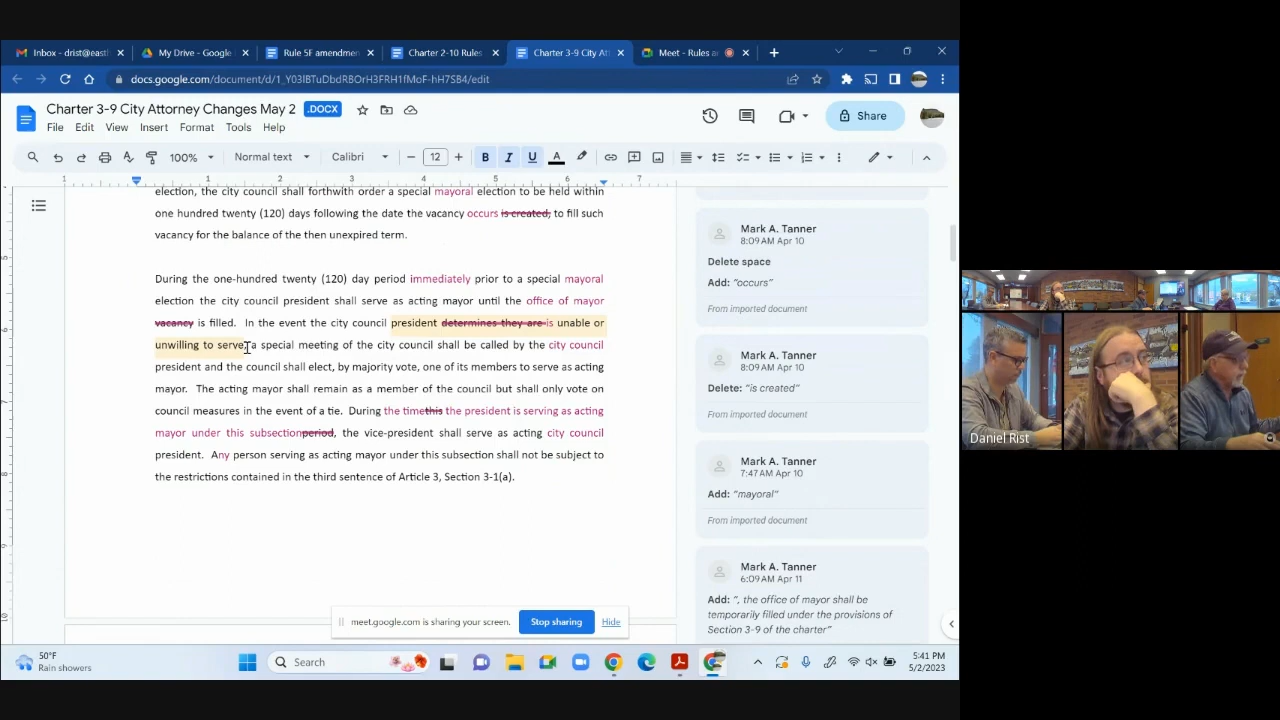 Inbox - drist@easth
My Drive - Google
Rule 5F amendmen
Charter 2-10 Rules
Charter 3-9 City At
Meet - Rules an
docs.google.com/document/d/1_Y03lBTuDbdRBOrH3FRH1fMoF-hH7SB4/edit
Charter 3-9 City Attorney Changes May 2 .DOCX
File Edit View Insert Format Tools Help
Share
100% Normal text Calibri 12 B I U A
1 1 2 3 4 5 6 7
election, the city council shall forthwith order a special mayoral election to be held within
one hundred twenty (120) days following the date the vacancy occurs is created, to fill such
vacancy for the balance of the then unexpired term.
During the one-hundred twenty (120) day period immediately prior to a special mayoral
election the city council president shall serve as acting mayor until the office of mayor
vacancy is filled. In the event the city council president determines they are is unable or
unwilling to serve, a special meeting of the city council shall be called by the city council
president and the council shall elect, by majority vote, one of its members to serve as acting
mayor. The acting mayor shall remain as a member of the council but shall only vote on
council measures in the event of a tie. During the timethis the president is serving as acting
mayor under this subsectionperiod, the vice-president shall serve as acting city council
president. Any person serving as acting mayor under this subsection shall not be subject to
the restrictions contained in the third sentence of Article 3, Section 3-1(a).
Mark A. Tanner
8:09 AM Apr 10
Delete space
Add: "occurs"
From imported document
Mark A. Tanner
8:09 AM Apr 10
Delete: "is created"
From imported document
Mark A. Tanner
7:47 AM Apr 10
Add: "mayoral"
From imported document
Mark A. Tanner
6:09 AM Apr 11
Add: ", the office of mayor shall be
temporarily filled under the provisions of
Section 3-9 of the charter"
meet.google.com is sharing your screen. Stop sharing Hide
Daniel Rist
50°F
Rain showers
Search
5:41 PM
5/2/2023